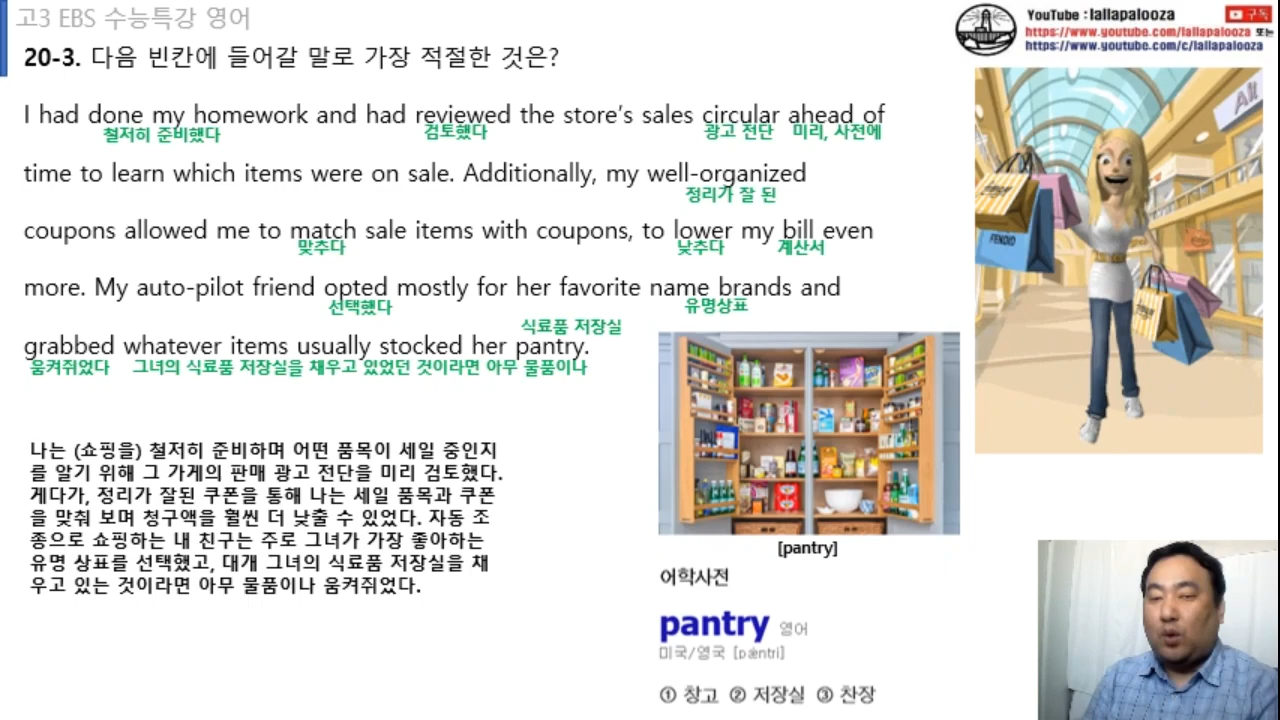 고3 EBS 수능특강 영어
YouTube : lallapalooza
구독
https://www.youtube.com/lallapalooza 또는
https://www.youtube.com/c/lallapalooza
20-3. 다음 빈칸에 들어갈 말로 가장 적절한 것은?
I had done my homework and had reviewed the store’s sales circular ahead of
철저히 준비했다 검토했다 광고 전단 미리, 사전에
time to learn which items were on sale. Additionally, my well-organized
정리가 잘 된
coupons allowed me to match sale items with coupons, to lower my bill even
맞추다 낮추다 계산서
more. My auto-pilot friend opted mostly for her favorite name brands and
선택했다 유명상표
식료품 저장실
grabbed whatever items usually stocked her pantry.
움켜쥐었다 그녀의 식료품 저장실을 채우고 있었던 것이라면 아무 물품이나
나는 (쇼핑을) 철저히 준비하며 어떤 품목이 세일 중인지
를 알기 위해 그 가게의 판매 광고 전단을 미리 검토했다.
게다가, 정리가 잘된 쿠폰을 통해 나는 세일 품목과 쿠폰
을 맞춰 보며 청구액을 훨씬 더 낮출 수 있었다. 자동 조
종으로 쇼핑하는 내 친구는 주로 그녀가 가장 좋아하는
유명 상표를 선택했고, 대개 그녀의 식료품 저장실을 채
우고 있는 것이라면 아무 물품이나 움켜쥐었다.
[pantry]
어학사전
pantry 영어
미국/영국 [pǽntri]
① 창고 ② 저장실 ③ 찬장
FENDID